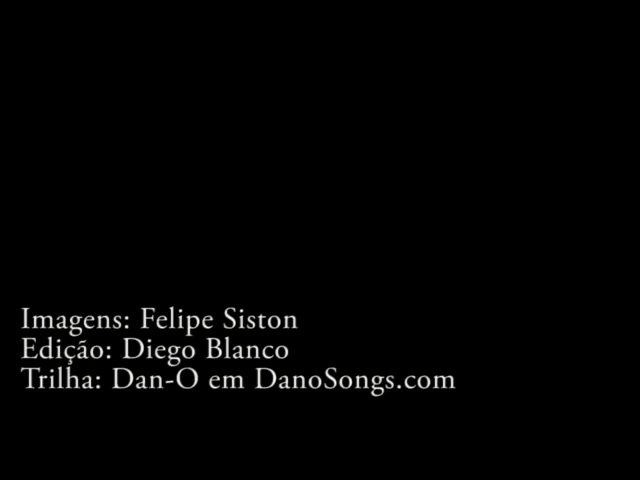 Imagens: Felipe Siston
Edição: Diego Blanco
Trilha: Dan-O em DanoSongs.com